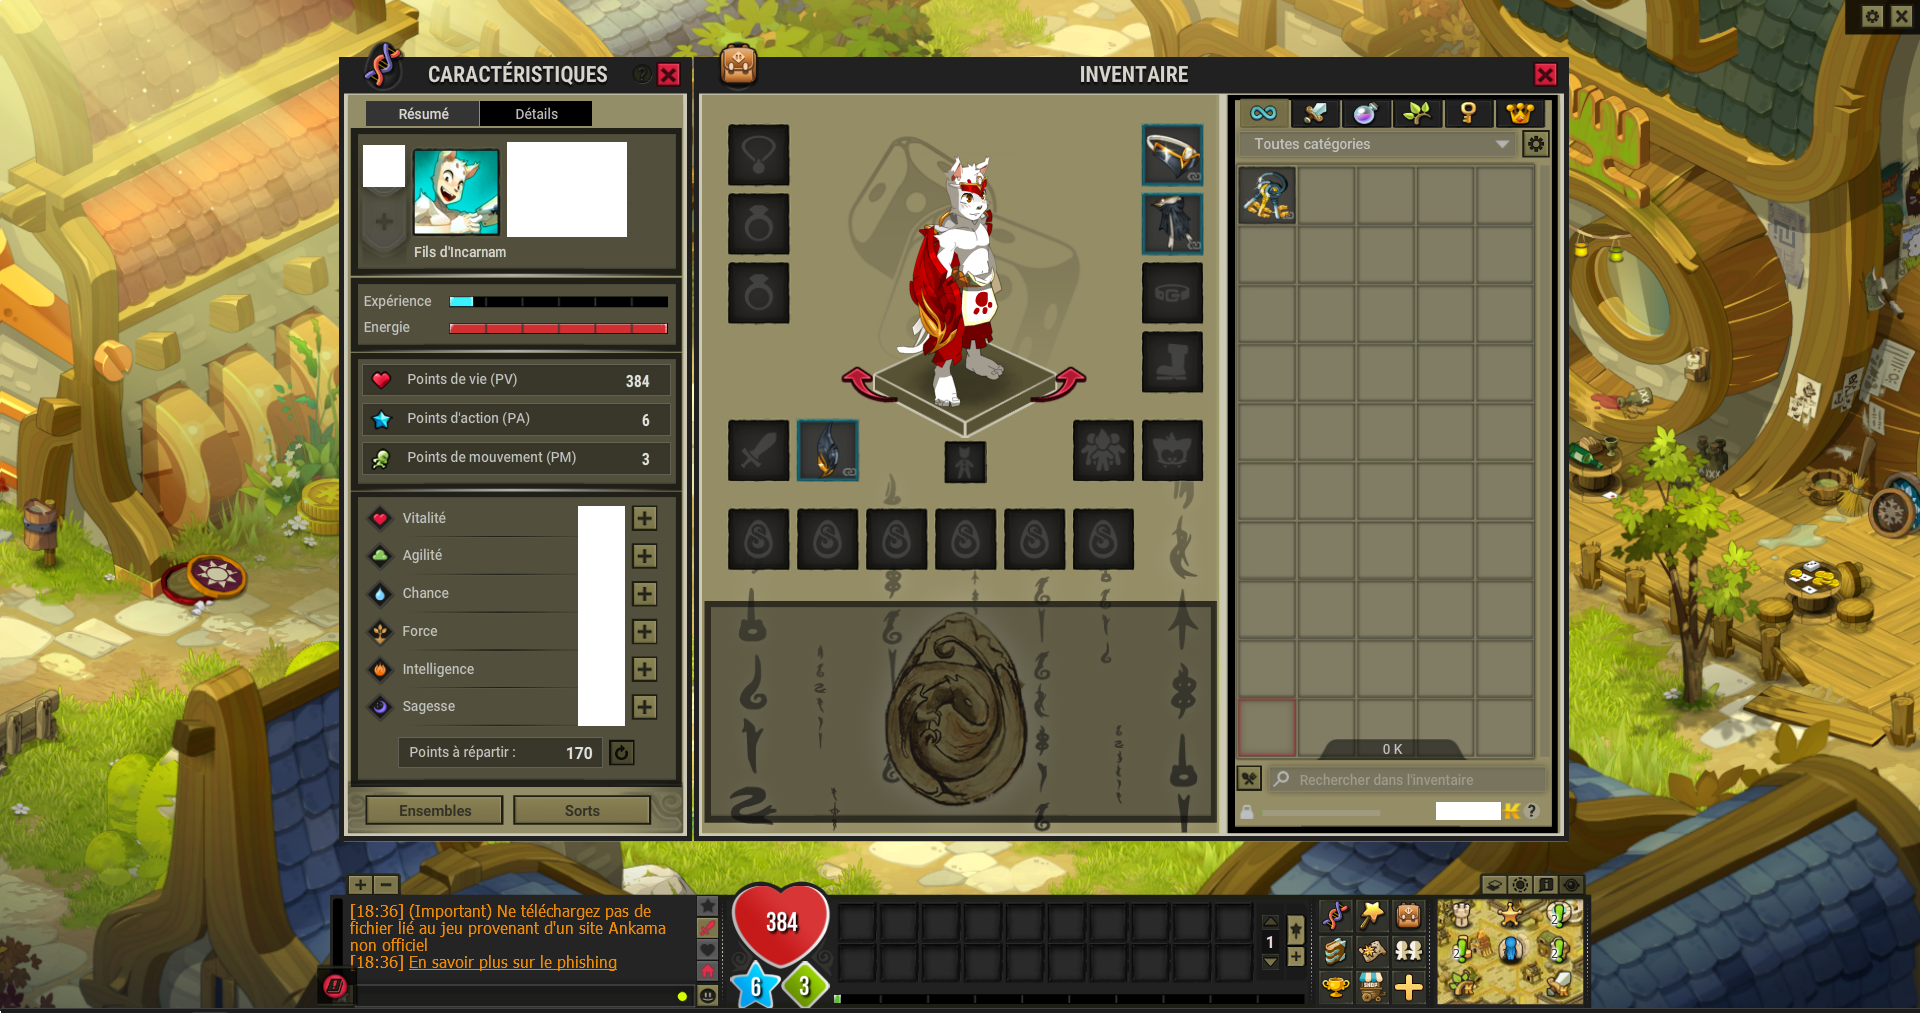 CARACTÉRISTIQUES
?
Résumé
Détails
Fils d'Incarnam
Expérience
Energie
Points de vie (PV) 384
Points d'action (PA) 6
Points de mouvement (PM) 3
Vitalité
Agilité
Chance
Force
Intelligence
Sagesse
Points à répartir : 170
Ensembles
Sorts
INVENTAIRE
Toutes catégories
0 K
Rechercher dans l'inventaire
K ?
[18:36] (Important) Ne téléchargez pas de
fichier lié au jeu provenant d'un site Ankama
non officiel
[18:36] En savoir plus sur le phishing
384
6
3
1
SHOP
2
2
2